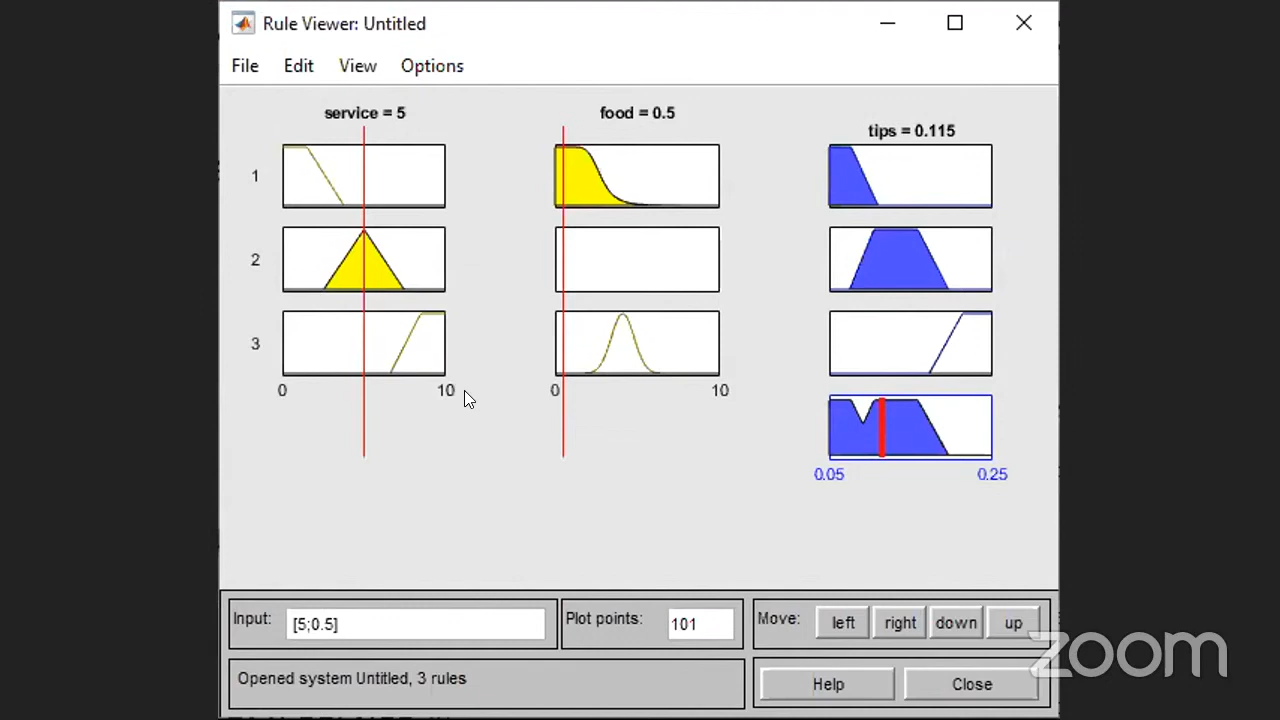 Rule Viewer: Untitled
File Edit View Options
service = 5
food = 0.5
tips = 0.115
1
2
3
0 10
0 10
0.05 0.25
Input: [5;0.5]
Plot points: 101
Move: left right down up
Opened system Untitled, 3 rules
Help Close
zoom